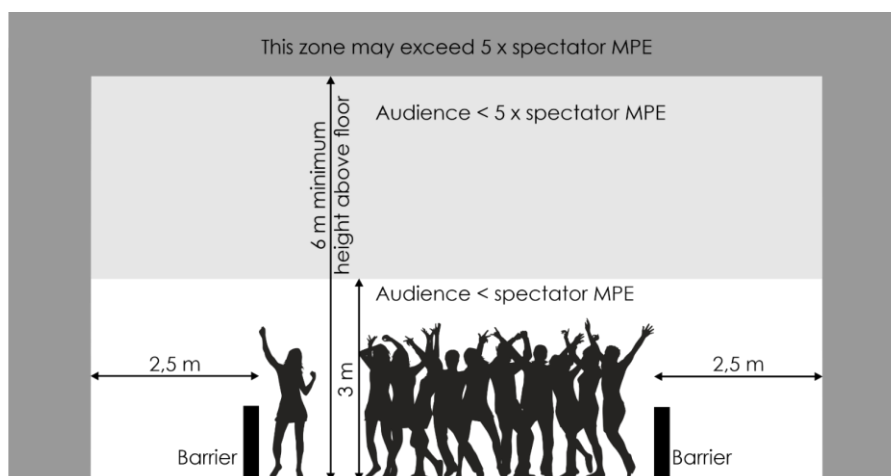 This zone may exceed 5 x spectator MPE
Audience < 5 x spectator MPE
6 m minimum
height above floor
Audience < spectator MPE
2,5 m
3 m
2,5 m
Barrier
Barrier